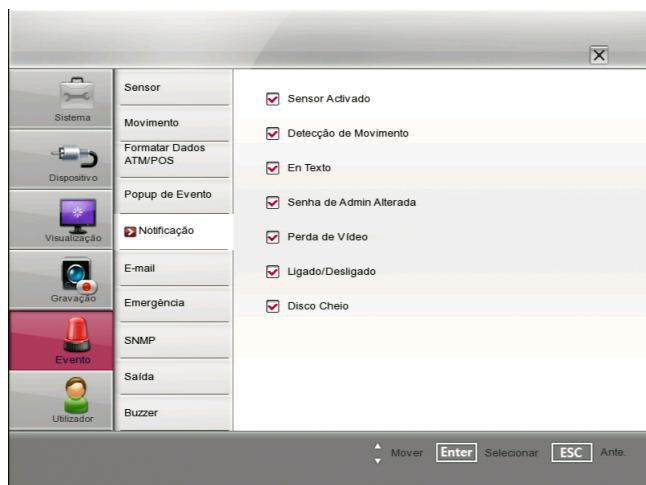 Sistema
Dispositivo
Visualização
Gravação
Evento
Utilizador
Sensor
Movimento
Formatar Dados
ATM/POS
Popup de Evento
Notificação
E-mail
Emergência
SNMP
Saída
Buzzer
Sensor Activado
Detecção de Movimento
En Texto
Senha de Admin Alterada
Perda de Vídeo
Ligado/Desligado
Disco Cheio
Mover Enter Selecionar ESC Ante.